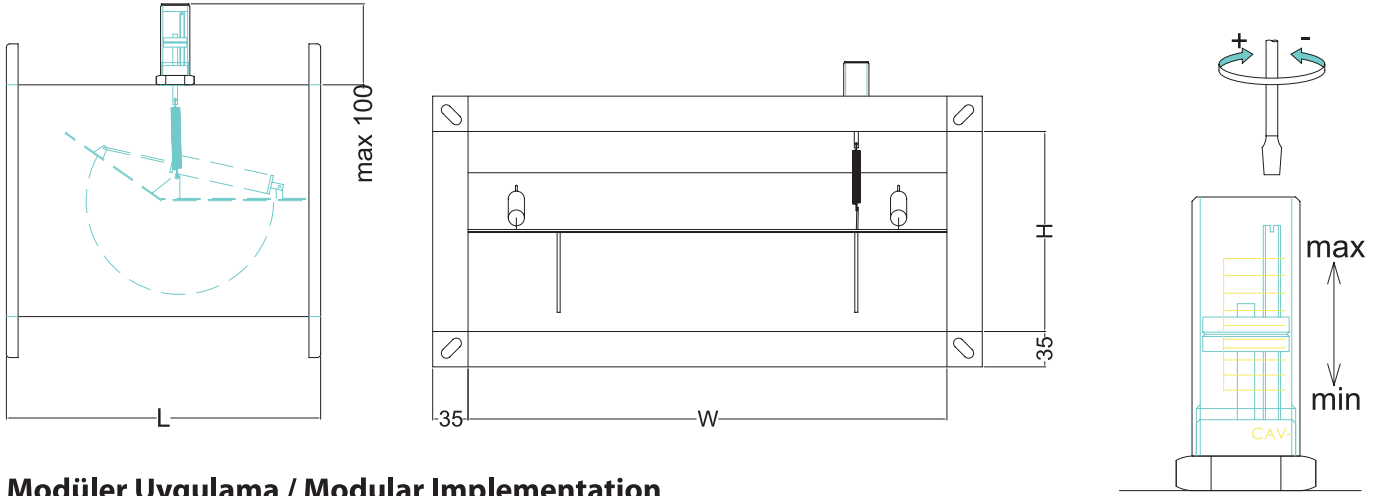 max 100
L
35
W
H
35
+ -
max
min
CAV-
Modüler Uygulama / Modular Implementation